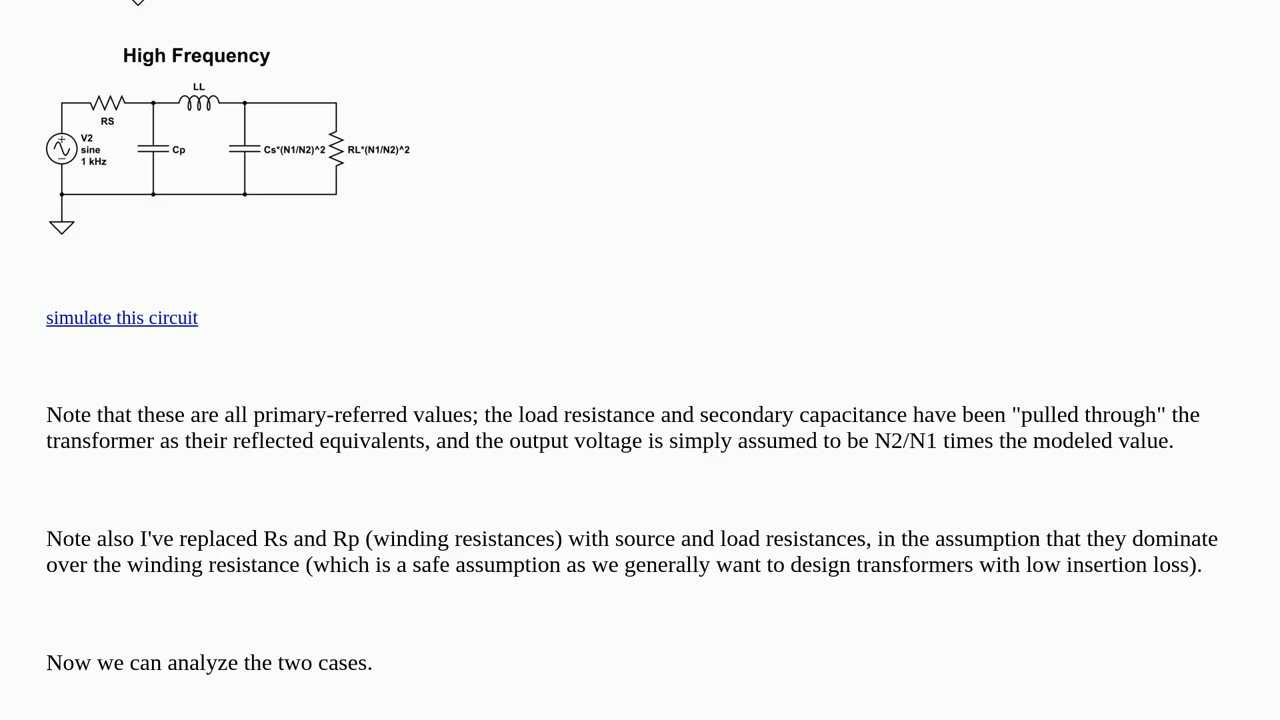 High Frequency
LL
RS
V2
sine
1 kHz
Cp
Cs*(N1/N2)^2
RL*(N1/N2)^2
simulate this circuit
Note that these are all primary-referred values; the load resistance and secondary capacitance have been "pulled through" the
transformer as their reflected equivalents, and the output voltage is simply assumed to be N2/N1 times the modeled value.
Note also I've replaced Rs and Rp (winding resistances) with source and load resistances, in the assumption that they dominate
over the winding resistance (which is a safe assumption as we generally want to design transformers with low insertion loss).
Now we can analyze the two cases.